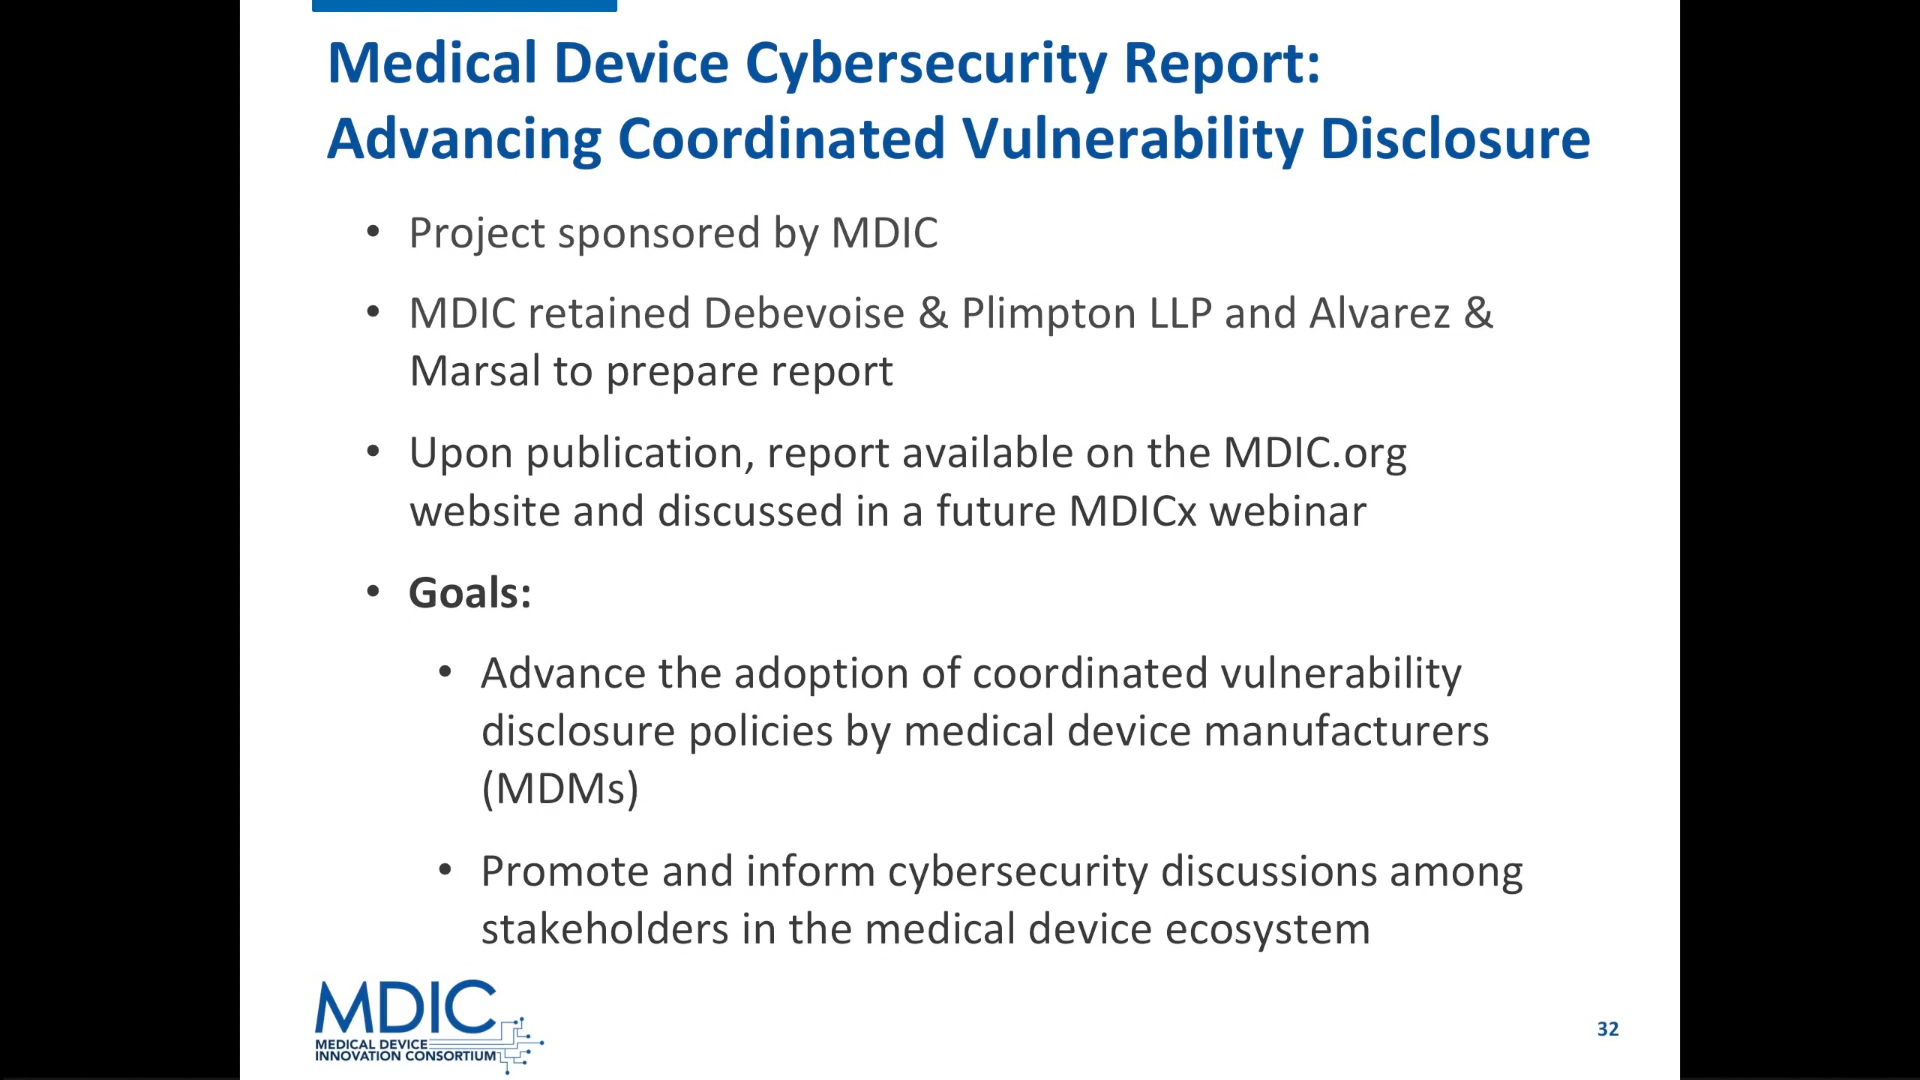 Medical Device Cybersecurity Report:
Advancing Coordinated Vulnerability Disclosure
• Project sponsored by MDIC
• MDIC retained Debevoise & Plimpton LLP and Alvarez &
Marsal to prepare report
• Upon publication, report available on the MDIC.org
website and discussed in a future MDICx webinar
• Goals:
• Advance the adoption of coordinated vulnerability
disclosure policies by medical device manufacturers
(MDMs)
• Promote and inform cybersecurity discussions among
stakeholders in the medical device ecosystem
MDIC
MEDICAL DEVICE
INNOVATION CONSORTIUM
32